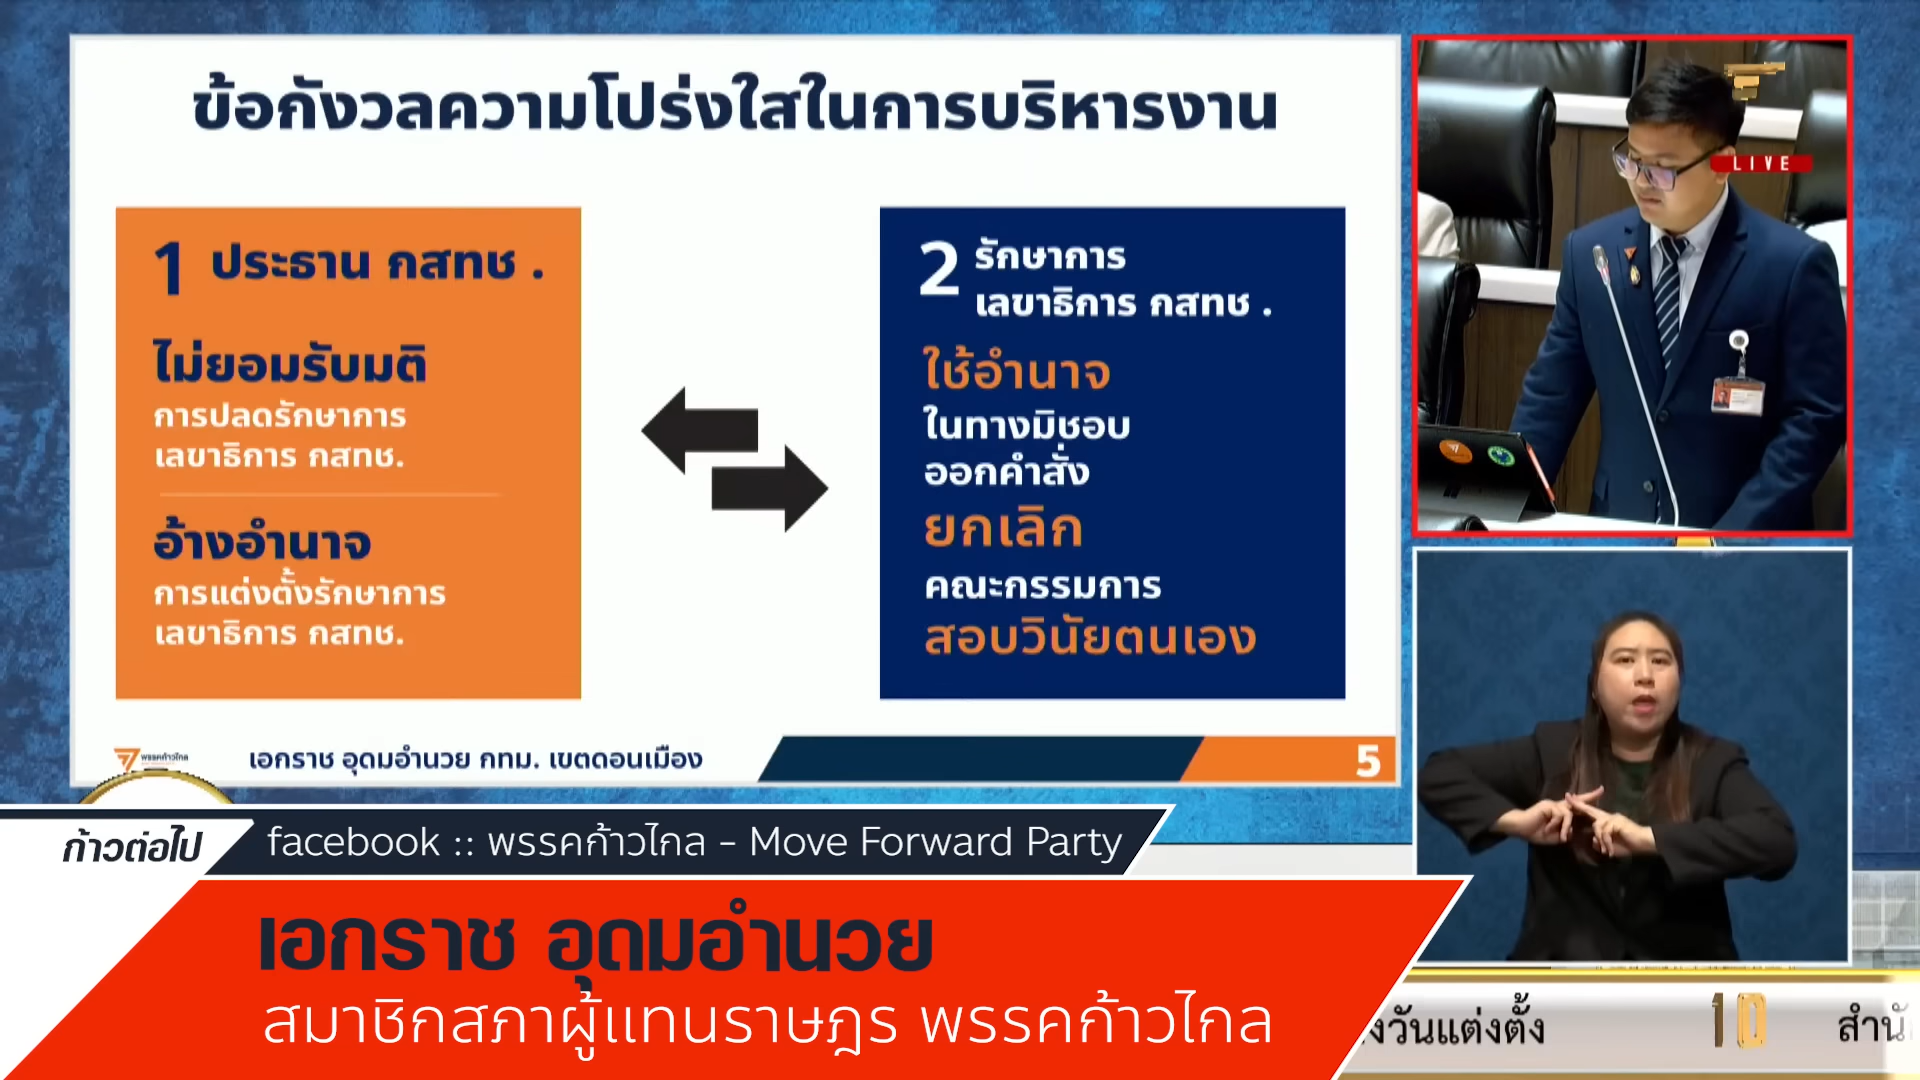 ข้อกังวลความโปร่งใสในการบริหารงาน
1 ประธาน กสทช .
ไม่ยอมรับมติ
การปลดรักษาการ
เลขาธิการ กสทช.
อ้างอำนาจ
การแต่งตั้งรักษาการ
เลขาธิการ กสทช.
2 รักษาการ
เลขาธิการ กสทช .
ใช้อำนาจ
ในทางมิชอบ
ออกคำสั่ง
ยกเลิก
คณะกรรมการ
สอบวินัยตนเอง
พรรคก้าวไกล
เอกราช อุดมอำนวย กทม. เขตดอนเมือง
5
LIVE
ก้าวต่อไป
facebook :: พรรคก้าวไกล - Move Forward Party
เอกราช อุดมอำนวย
สมาชิกสภาผู้แทนราษฎร พรรคก้าวไกล
งวันแต่งตั้ง
10
สำนั